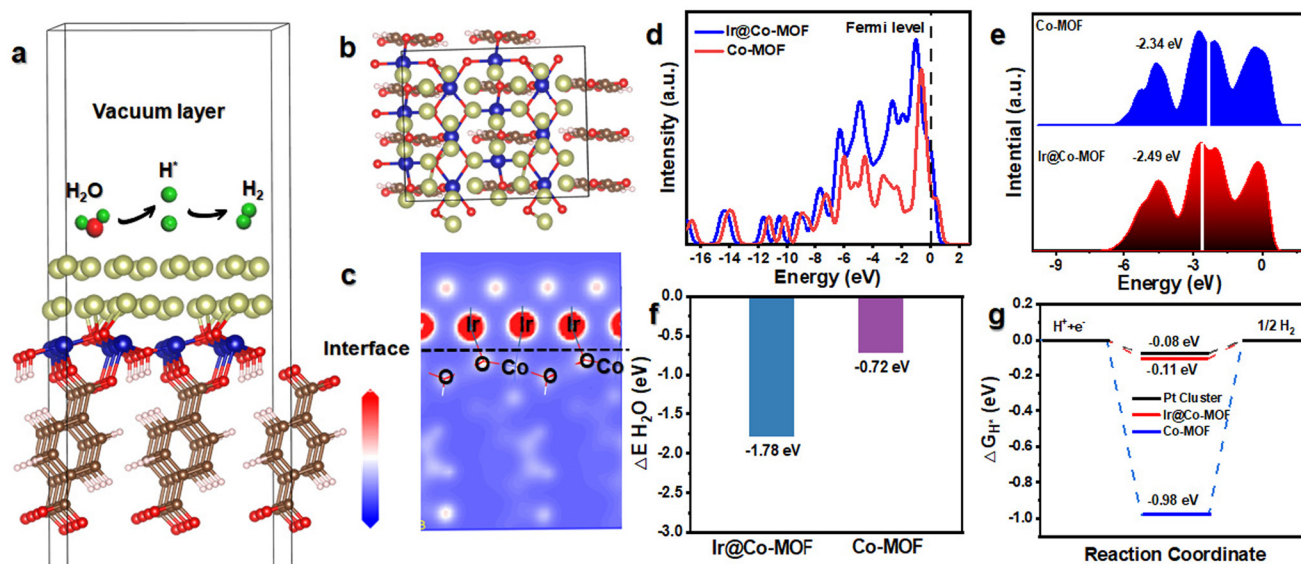 a
Vacuum layer
H₂O
H*
H₂
Interface
b
c
Ir
Ir
Ir
O
Co
O
Co
O
O
B
d
Ir@Co-MOF
Co-MOF
Fermi level
Intensity (a.u.)
-16 -14 -12 -10 -8 -6 -4 -2 0 2
Energy (eV)
e
Co-MOF
-2.34 eV
Ir@Co-MOF
-2.49 eV
Intential (a.u.)
-9 -6 -3 0
Energy (eV)
f
0.0
-0.5
-1.0
-1.5
-2.0
-2.5
-3.0
△E H₂O (eV)
-1.78 eV
-0.72 eV
Ir@Co-MOF
Co-MOF
g
0.2
0.0
-0.2
-0.4
-0.6
-0.8
-1.0
△G_H* (eV)
H⁺+e⁻
1/2 H₂
-0.08 eV
-0.11 eV
Pt Cluster
Ir@Co-MOF
Co-MOF
-0.98 eV
Reaction Coordinate